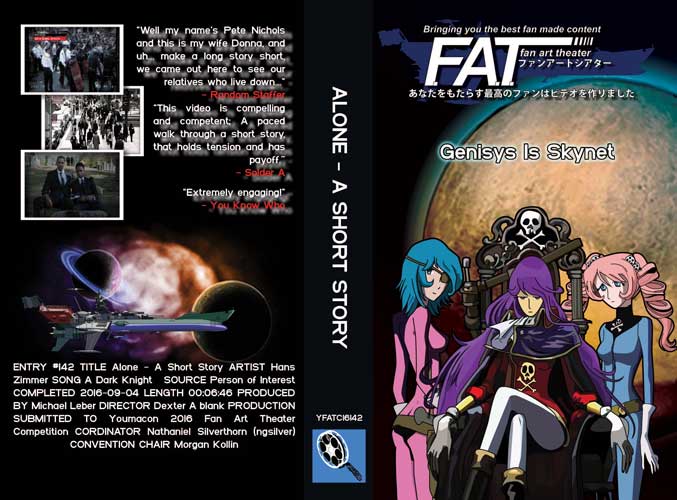 "Well my name's Pete Nichols
and this is my wife Donna, and
uh... make a long story short,
we came out here to see our
relatives who live down...."
- Random Staffer
"This video is compelling
and competent; A paced
walk through a short story,
that holds tension and has
payoff."
- Solder A
"Extremely engaging!"
- You Know Who
ENTRY #142 TITLE Alone - A Short Story ARTIST Hans
Zimmer SONG A Dark Knight SOURCE Person of Interest
COMPLETED 2016-09-04 LENGTH 00:06:46 PRODUCED
BY Michael Leber DIRECTOR Dexter A blank PRODUCTION
SUBMITTED TO Youmacon 2016 Fan Art Theater
Competition CORDINATOR Nathaniel Silverthorn (ngsilver)
CONVENTION CHAIR Morgan Kollin
ALONE - A SHORT STORY
YFATC16142
Bringing you the best fan made content
FAT
fan art theater
ファンアートシアター
あなたをもたらす最高のファンはビデオを作りました
Genisys Is Skynet